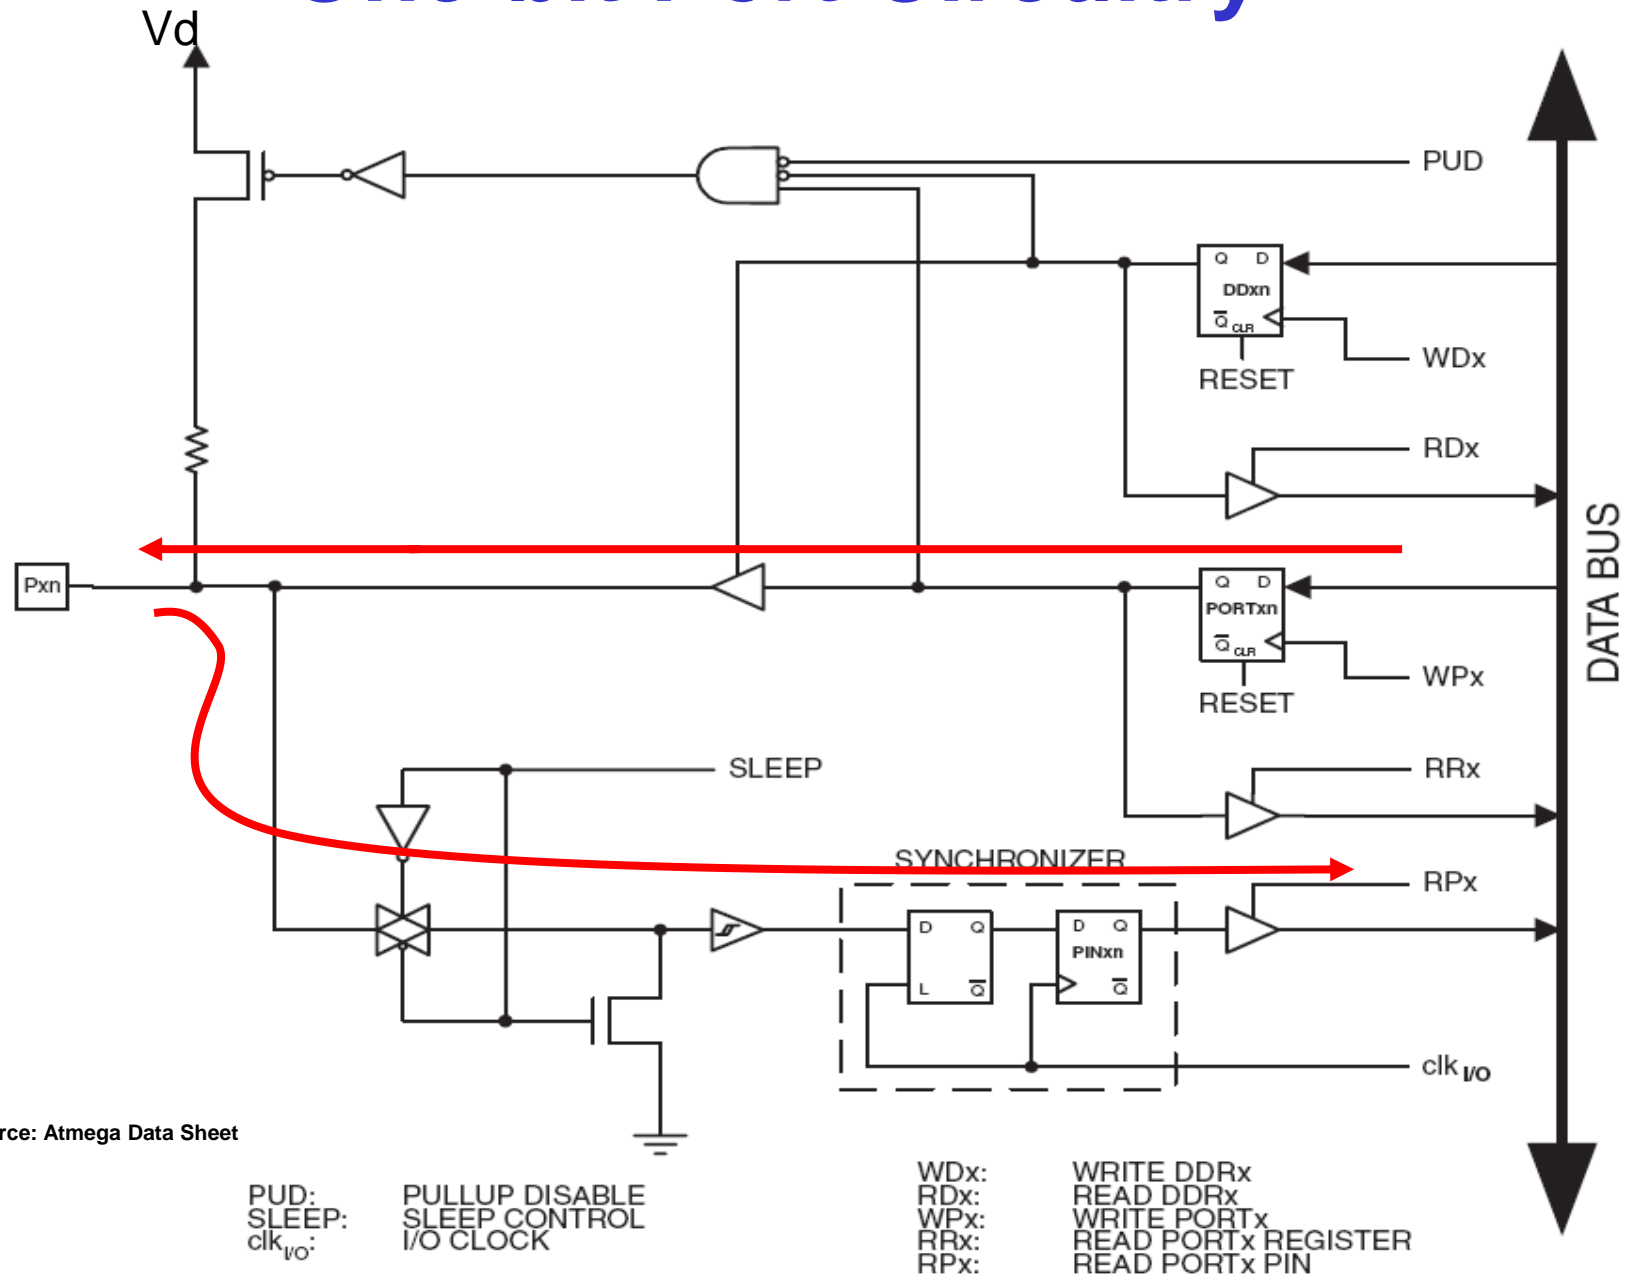 Vd
PUD
Q D
DDxn
Q CLR
WDx
RESET
RDx
Pxn
Q D
PORTxn
Q CLR
WPx
RESET
DATA BUS
SLEEP
RRx
SYNCHRONIZER
RPx
D Q
L Q
D Q
PINxn
Q
clk I/O
rce: Atmega Data Sheet
PUD: PULLUP DISABLE
SLEEP: SLEEP CONTROL
clkI/O: I/O CLOCK
WDx: WRITE DDRx
RDx: READ DDRx
WPx: WRITE PORTx
RRx: READ PORTx REGISTER
RPx: READ PORTx PIN